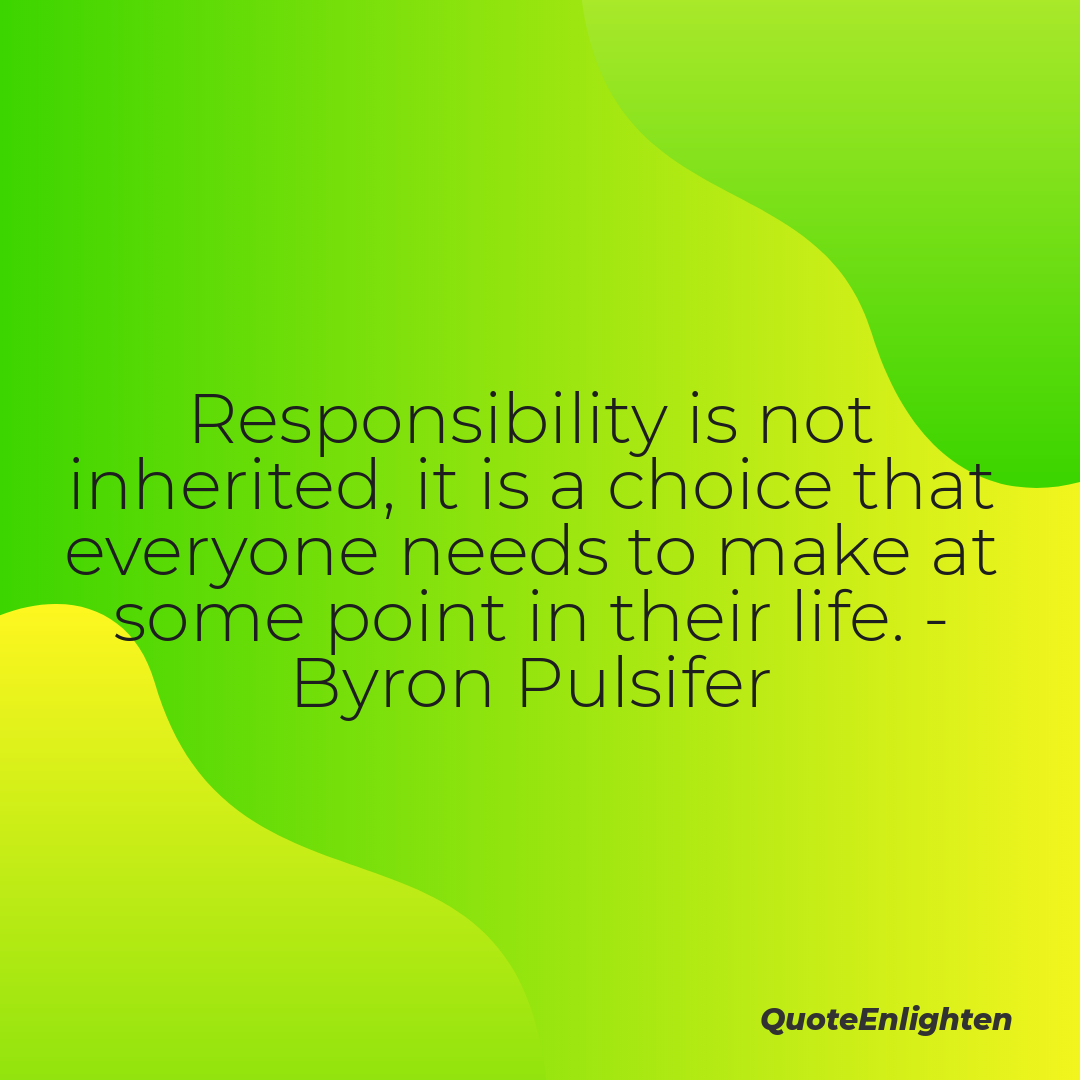 Responsibility is not
inherited, it is a choice that
everyone needs to make at
some point in their life. -
Byron Pulsifer
QuoteEnlighten